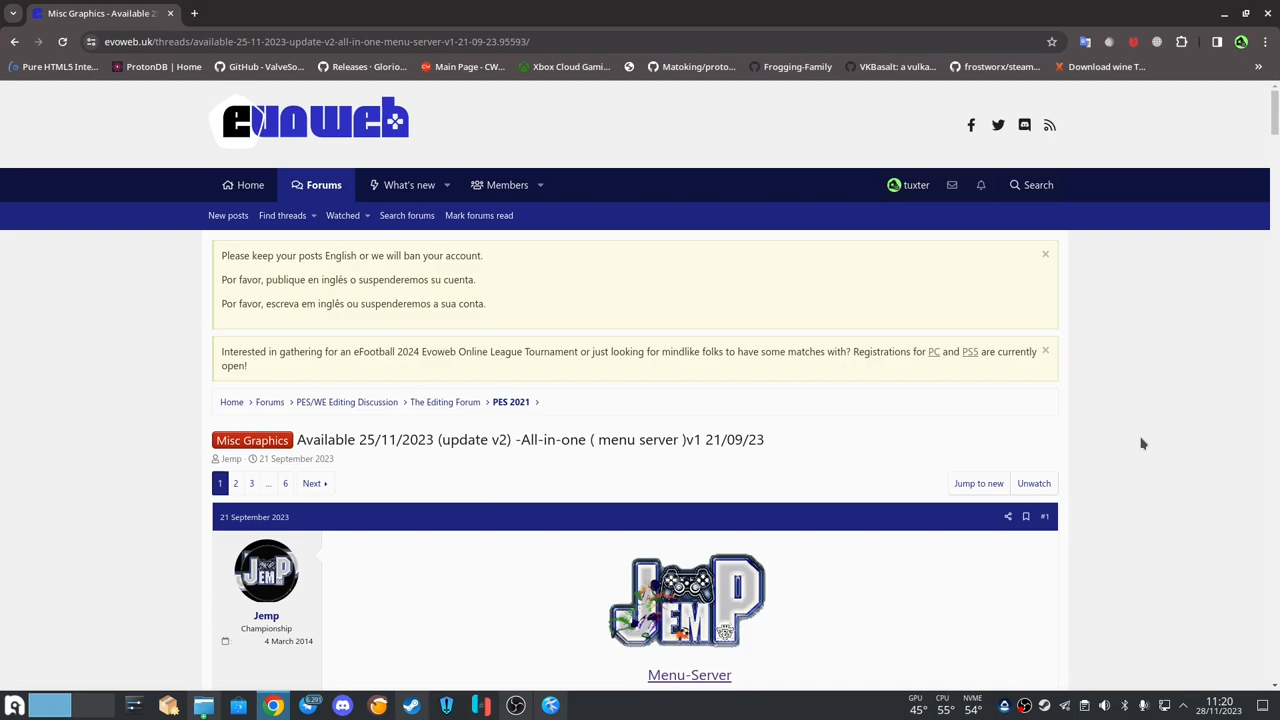 Misc Graphics - Available 25
evoweb.uk/threads/available-25-11-2023-update-v2-all-in-one-menu-server-v1-21-09-23.95593/
Pure HTML5 Inte...
ProtonDB | Home
GitHub - ValveSo...
Releases · Glorio...
Main Page - CW...
Xbox Cloud Gami...
Matoking/proto...
Frogging-Family
VKBasalt: a vulka...
frostworx/steam...
Download wine T...
evoweb
Home
Forums
What's new
Members
tuxter
Search
New posts
Find threads
Watched
Search forums
Mark forums read
Please keep your posts English or we will ban your account.
Por favor, publique en inglés o suspenderemos su cuenta.
Por favor, escreva em inglês ou suspenderemos a sua conta.
Interested in gathering for an eFootball 2024 Evoweb Online League Tournament or just looking for mindlike folks to have some matches with? Registrations for PC and PS5 are currently
open!
Home > Forums > PES/WE Editing Discussion > The Editing Forum > PES 2021 >
Misc Graphics Available 25/11/2023 (update v2) -All-in-one ( menu server )v1 21/09/23
Jemp · 21 September 2023
1 2 3 ... 6 Next
Jump to new
Unwatch
21 September 2023
#1
JEMP
JEMP
Jemp
Championship
4 March 2014
Menu-Server
GPU CPU NVME
45° 55° 54°
11:20
28/11/2023